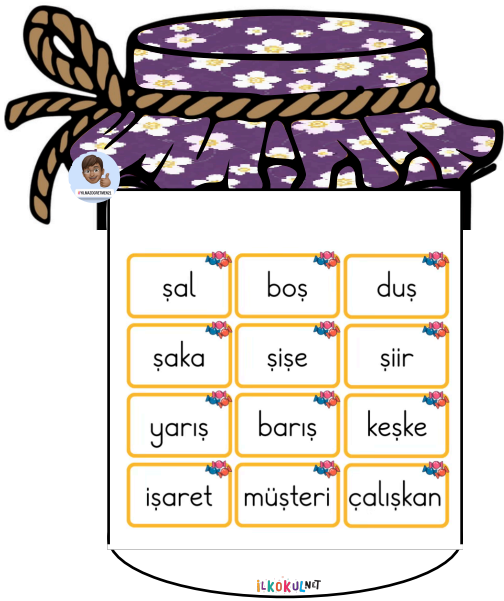 şal boş duş
şaka şişe şiir
yarış barış keşke
işaret müşteri çalışkan
İLKOKULNET